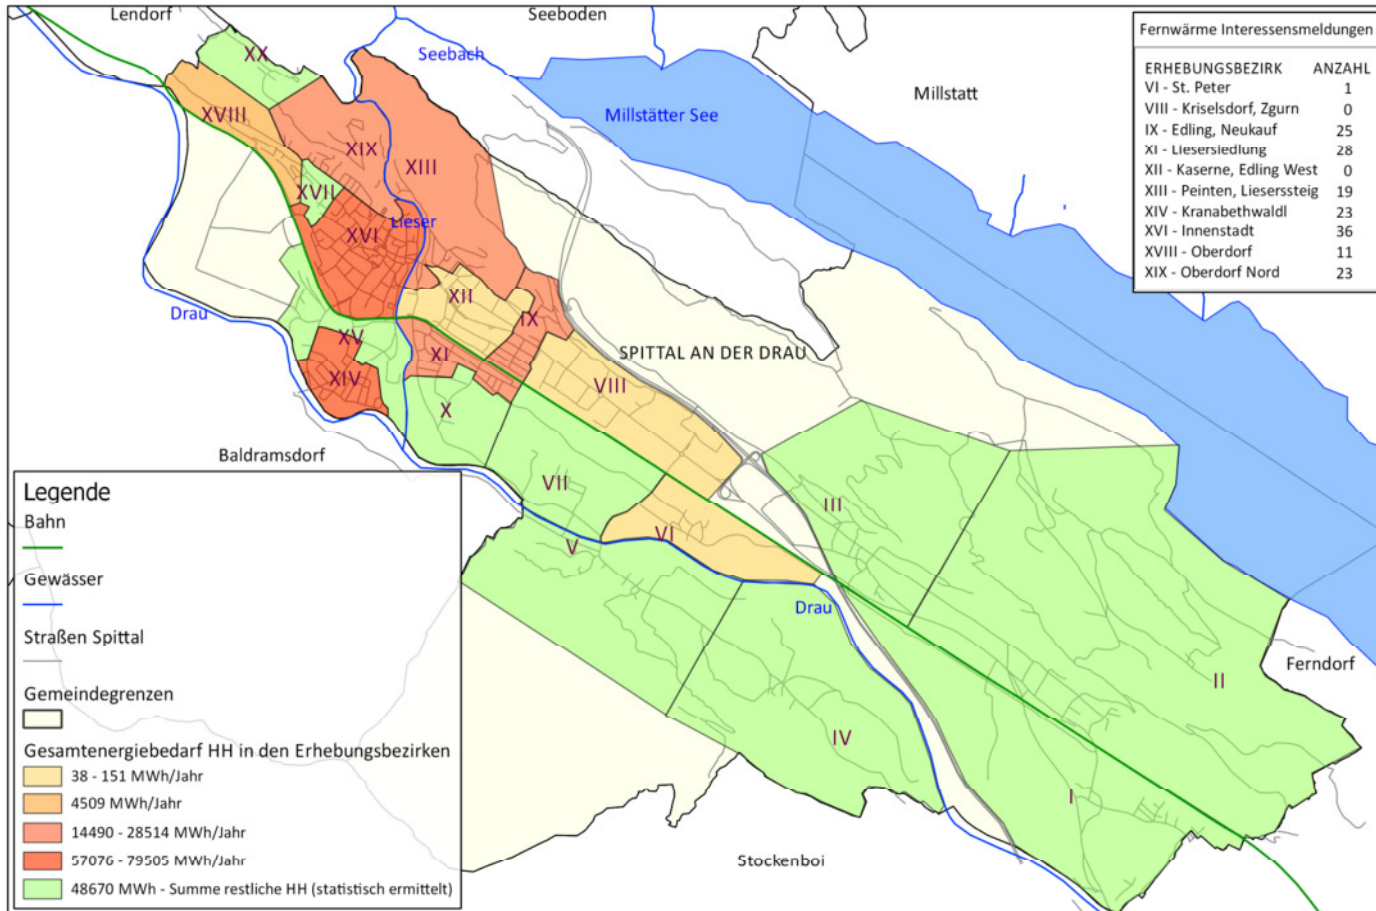 Lendorf
Seeboden
Seebach
Millstätter See
Millstatt
Fernwärme Interessensmeldungen
ERHEBUNGSBEZIRK ANZAHL
VI - St. Peter 1
VIII - Kriselsdorf, Zgurn 0
IX - Edling, Neukauf 25
XI - Liesersiedlung 28
XII - Kaserne, Edling West 0
XIII - Peinten, Lieserssteig 19
XIV - Kranabethwaldl 23
XVI - Innenstadt 36
XVIII - Oberdorf 11
XIX - Oberdorf Nord 23
XX
XVIII
XIX
XIII
XVII
XVI
Lieser
XII
IX
Drau
XV
XI
SPITTAL AN DER DRAU
XIV
VIII
X
Baldramsdorf
VII
III
VI
V
Drau
Ferndorf
II
IV
I
Stockenboi
Legende
Bahn
Gewässer
Straßen Spittal
Gemeindegrenzen
Gesamtenergiebedarf HH in den Erhebungsbezirken
38 - 151 MWh/Jahr
4509 MWh/Jahr
14490 - 28514 MWh/Jahr
57076 - 79505 MWh/Jahr
48670 MWh - Summe restliche HH (statistisch ermittelt)